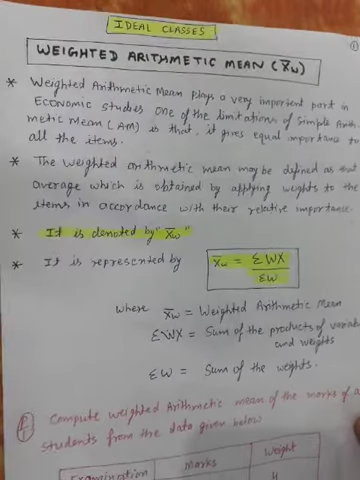 IDEAL CLASSES
①
WEIGHTED ARITHMETIC MEAN (X̄w)
* Weighted Arithmetic Mean plays a very important part in
Economic studies one of the limitations of Simple Arith
metic Mean (AM) is that, it gives equal importance to
all the items.
* The weighted arithmetic mean may be defined as that
average which is obtained by applying weights to the
items in accordance with their relative importance.
* It is denoted by "X̄w".
* It is represented by X̄w = ΣWX / ΣW
where X̄w = Weighted Arithmetic Mean
ΣWX = Sum of the products of variab
and weights
ΣW = Sum of the weights.
Compute weighted Arithmetic mean of the marks of a
students from the data given below
Examination Marks Weight
4